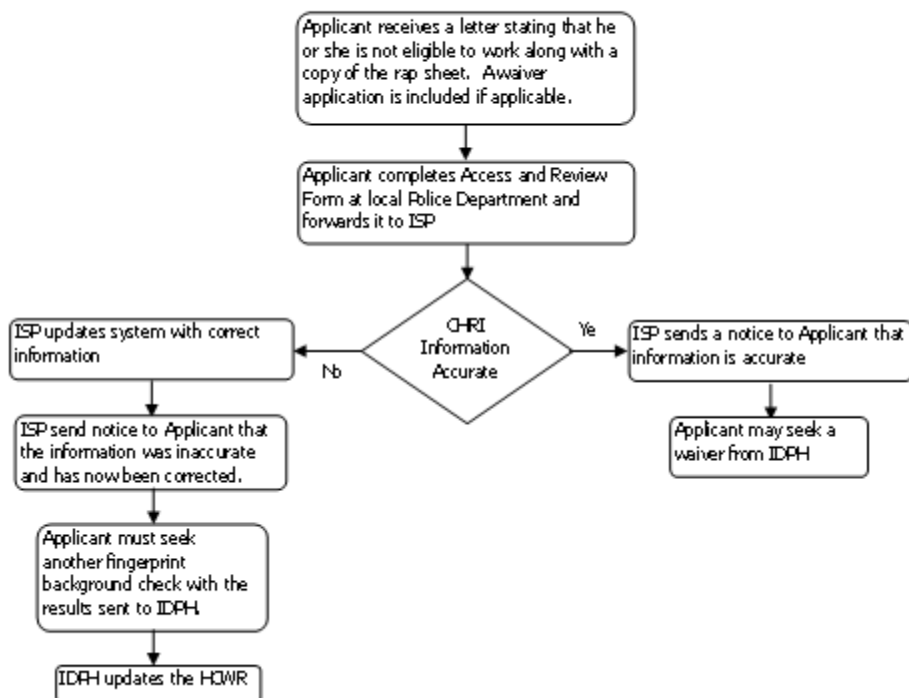 Applicant receives a letter stating that he
or she is not eligible to work along with a
copy of the rap sheet. A waiver
application is included if applicable.
Applicant completes Access and Review
Form at local Police Department and
forwards it to ISP
CHRI
Information
Accurate
No
Ye
ISP updates system with correct
information
ISP send notice to Applicant that
the information was inaccurate
and has now been corrected.
Applicant must seek
another fingerprint
background check with the
results sent to IDPH.
IDPH updates the HCWR
ISP sends a notice to Applicant that
information is accurate
Applicant may seek a
waiver from IDPH